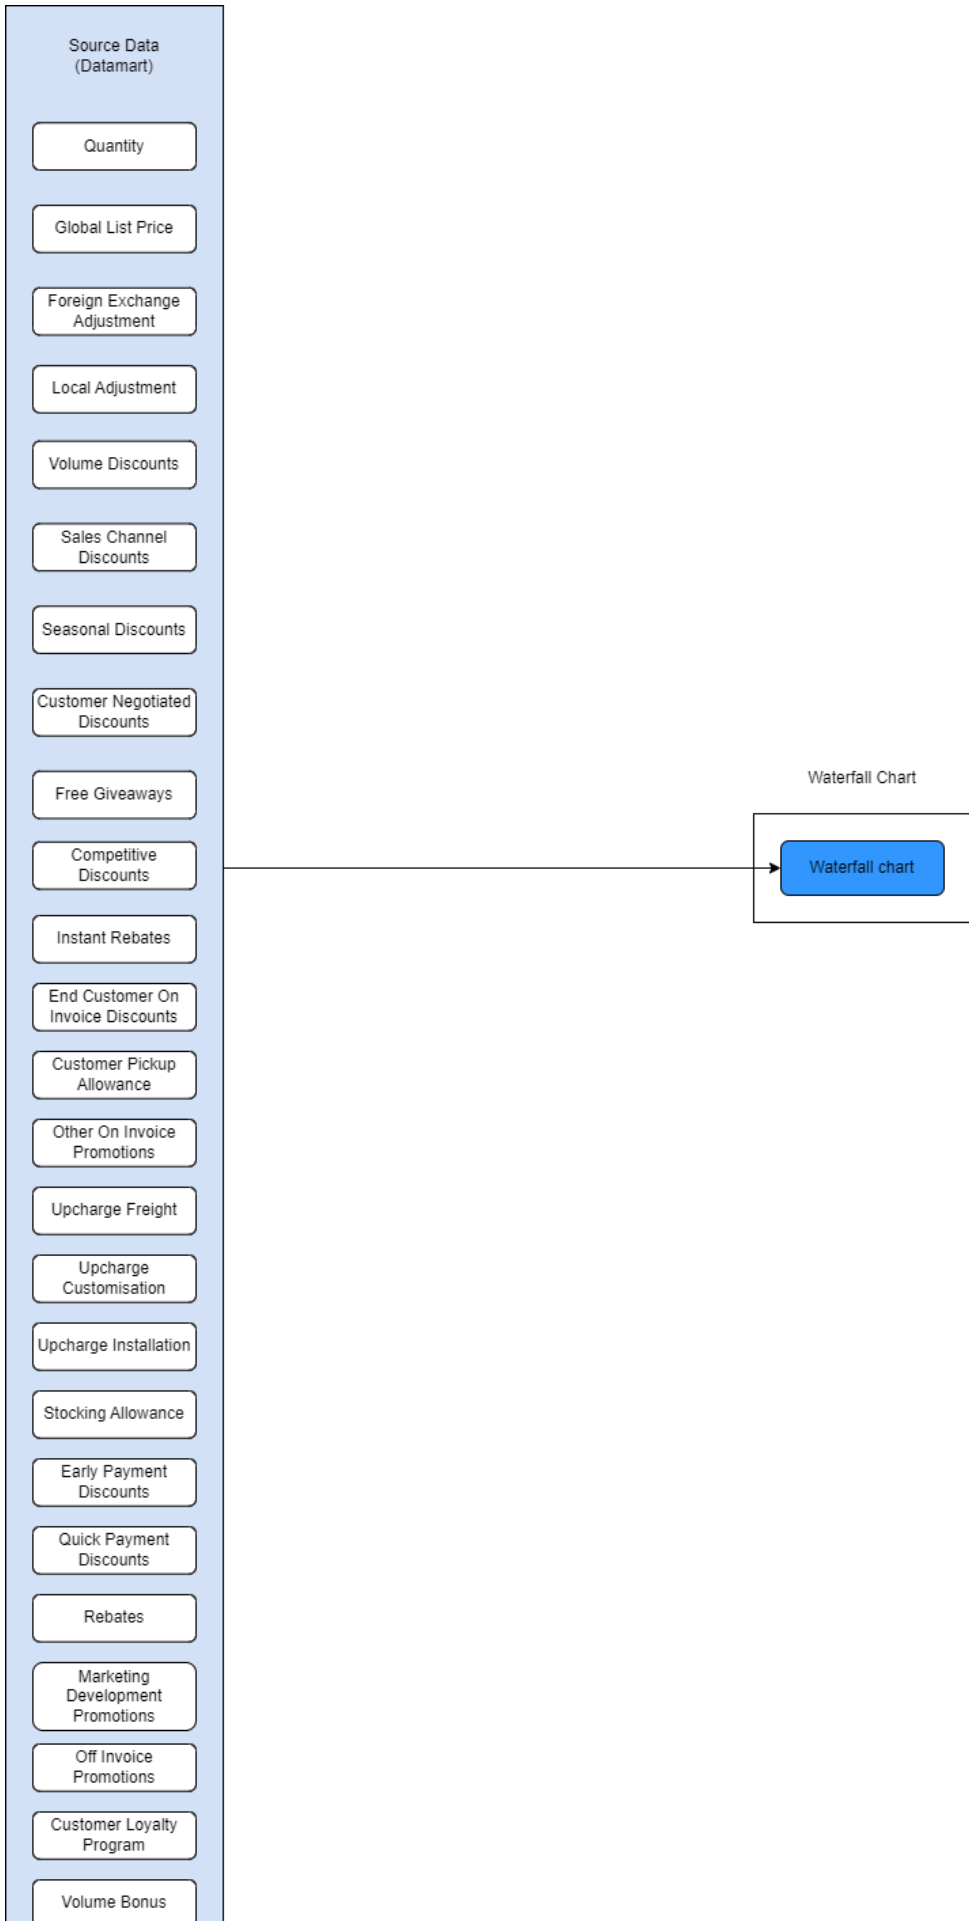 Source Data
(Datamart)
Quantity
Global List Price
Foreign Exchange
Adjustment
Local Adjustment
Volume Discounts
Sales Channel
Discounts
Seasonal Discounts
Customer Negotiated
Discounts
Free Giveaways
Waterfall Chart
Competitive
Discounts
Waterfall chart
Instant Rebates
End Customer On
Invoice Discounts
Customer Pickup
Allowance
Other On Invoice
Promotions
Upcharge Freight
Upcharge
Customisation
Upcharge Installation
Stocking Allowance
Early Payment
Discounts
Quick Payment
Discounts
Rebates
Marketing
Development
Promotions
Off Invoice
Promotions
Customer Loyalty
Program
Volume Bonus